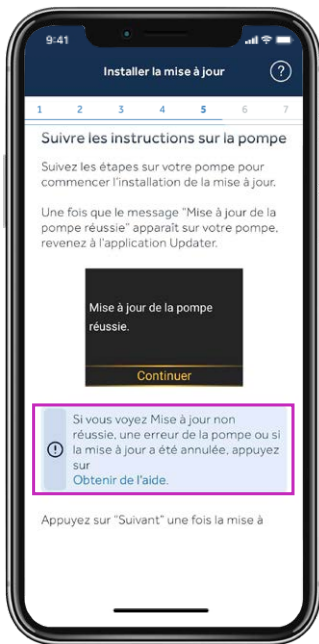 9:41
Installer la mise à jour
?
1 2 3 4 5 6 7
Suivre les instructions sur la pompe
Suivez les étapes sur votre pompe pour
commencer l'installation de la mise à jour.
Une fois que le message "Mise à jour de la
pompe réussie" apparaît sur votre pompe,
revenez à l'application Updater.
Mise à jour de la pompe
réussie.
Continuer
Si vous voyez Mise à jour non
réussie, une erreur de la pompe ou si
la mise à jour a été annulée, appuyez
sur
Obtenir de l'aide.
Appuyez sur "Suivant" une fois la mise à